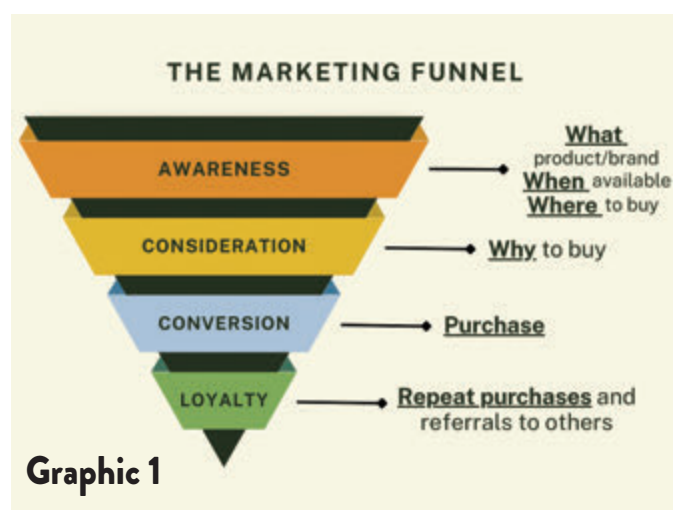 THE MARKETING FUNNEL
AWARENESS
What
product/brand
When available
Where to buy
CONSIDERATION
Why to buy
CONVERSION
Purchase
LOYALTY
Repeat purchases and
referrals to others
Graphic 1